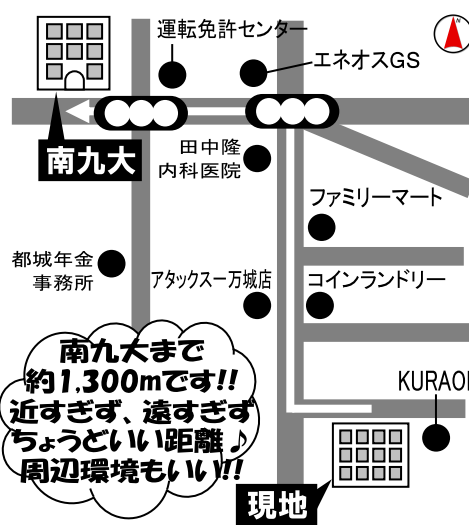 運転免許センター
N
エネオスGS
南九大
田中隆
内科医院
ファミリーマート
都城年金
事務所
アタックス一万城店
コインランドリー
南九大まで
約1,300mです!!
近すぎず、遠すぎず
ちょうどいい距離♪
周辺環境もいい!!
KURAO
現地